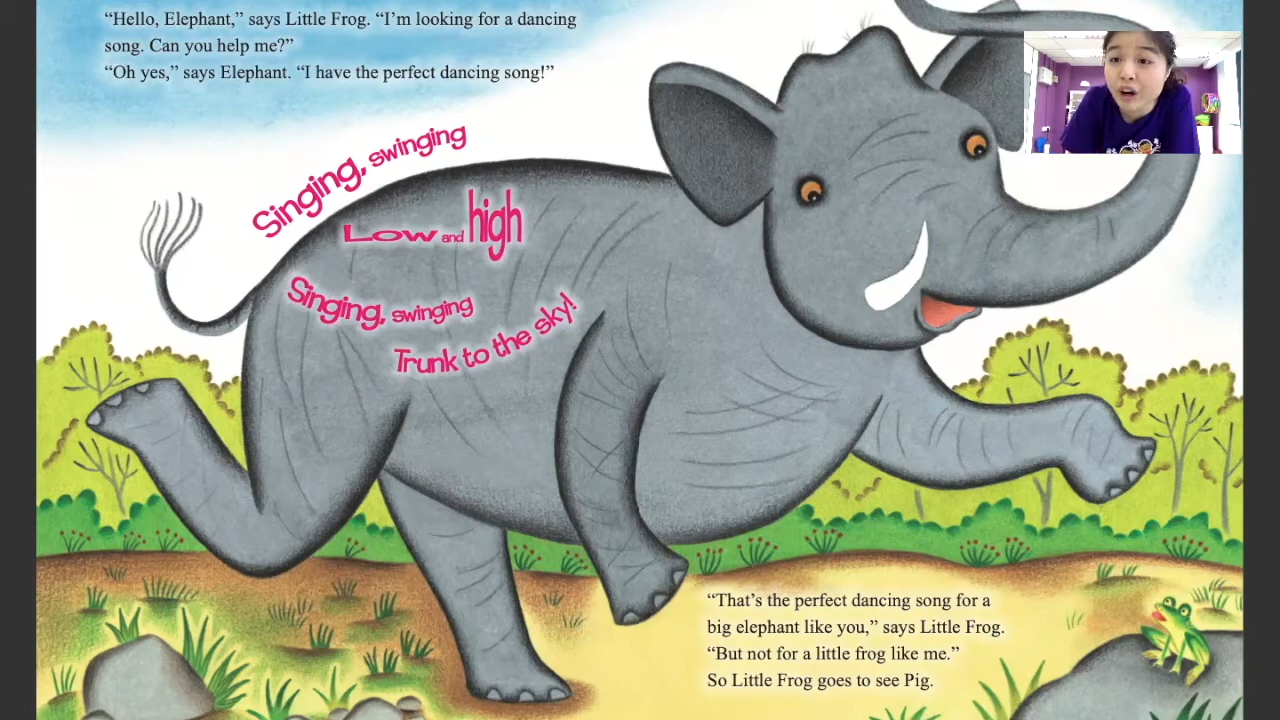 “Hello, Elephant,” says Little Frog. “I’m looking for a dancing
song. Can you help me?”
“Oh yes,” says Elephant. “I have the perfect dancing song!”
Singing, swinging
Low and high
Singing, swinging
Trunk to the sky!
“That’s the perfect dancing song for a
big elephant like you,” says Little Frog.
“But not for a little frog like me.”
So Little Frog goes to see Pig.